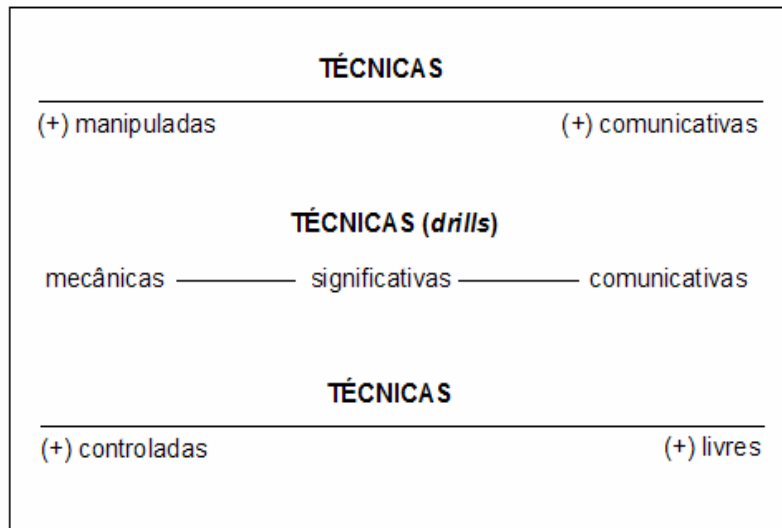 TÉCNICAS
(+) manipuladas (+) comunicativas
TÉCNICAS (drills)
mecânicas significativas comunicativas
TÉCNICAS
(+) controladas (+) livres